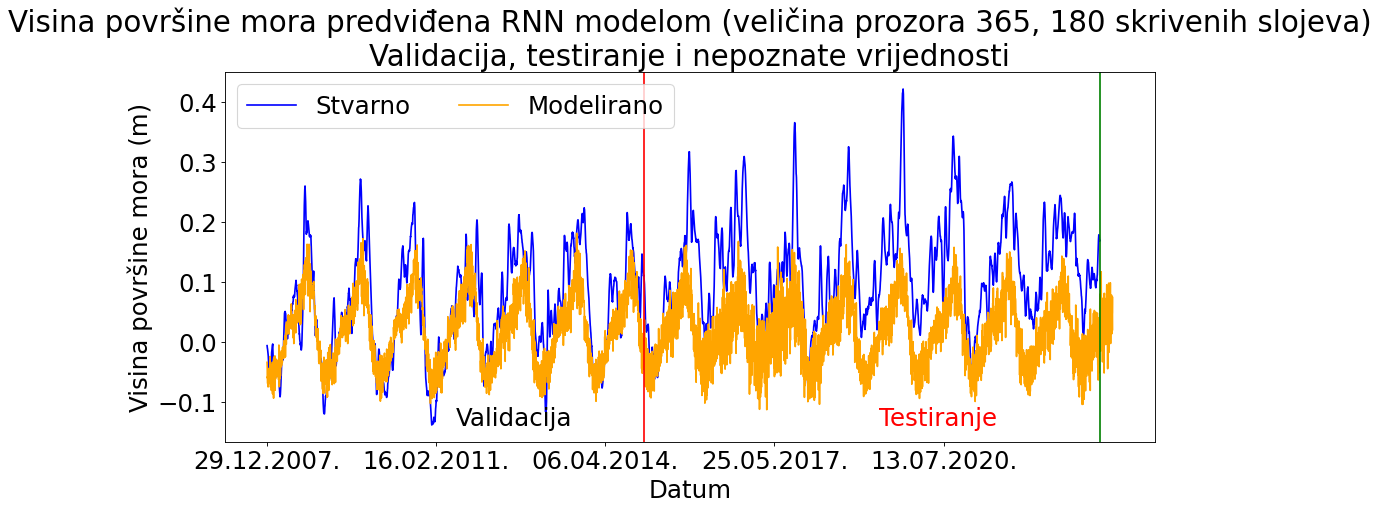 Visina površine mora predviđena RNN modelom (veličina prozora 365, 180 skrivenih slojeva)
Validacija, testiranje i nepoznate vrijednosti
Stvarno
Modelirano
Visina površine mora (m)
0.4
0.3
0.2
0.1
0.0
−0.1
Validacija
Testiranje
29.12.2007.
16.02.2011.
06.04.2014.
25.05.2017.
13.07.2020.
Datum